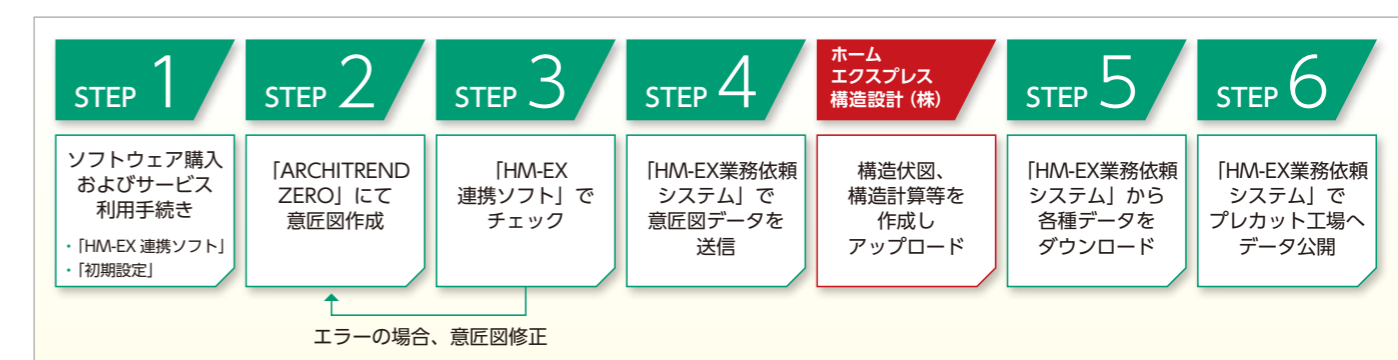 STEP 1
ソフトウェア購入
およびサービス
利用手続き
・「HM-EX 連携ソフト」
・「初期設定」
STEP 2
「ARCHITREND
ZERO」にて
意匠図作成
STEP 3
「HM-EX
連携ソフト」で
チェック
STEP 4
「HM-EX業務依頼
システム」で
意匠図データを
送信
ホーム
エクスプレス
構造設計（株）
構造伏図、
構造計算等を
作成し
アップロード
STEP 5
「HM-EX業務依頼
システム」から
各種データを
ダウンロード
STEP 6
「HM-EX業務依頼
システム」で
プレカット工場へ
データ公開
エラーの場合、意匠図修正